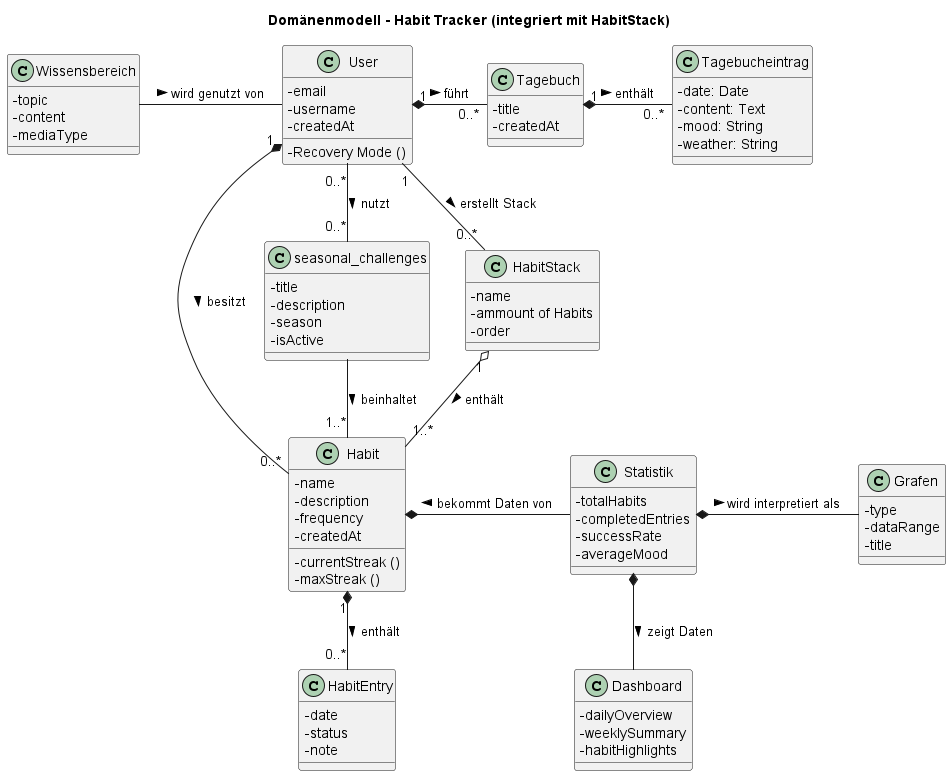 Domänenmodell - Habit Tracker (integriert mit HabitStack)
C Wissensbereich
-topic
-content
-mediaType
wird genutzt von
C User
-email
-username
-createdAt
-Recovery Mode ()
1
führt
0..*
C Tagebuch
-title
-createdAt
1
enthält
0..*
C Tagebucheintrag
-date: Date
-content: Text
-mood: String
-weather: String
1
besitzt
0..*
0..*
nutzt
0..*
1
erstellt Stack
0..*
C seasonal_challenges
-title
-description
-season
-isActive
C HabitStack
-name
-ammount of Habits
-order
beinhaltet
1..*
1
enthält
1..*
C Habit
-name
-description
-frequency
-createdAt
-currentStreak ()
-maxStreak ()
bekommt Daten von
C Statistik
-totalHabits
-completedEntries
-successRate
-averageMood
wird interpretiert als
C Grafen
-type
-dataRange
-title
1
enthält
0..*
zeigt Daten
C HabitEntry
-date
-status
-note
C Dashboard
-dailyOverview
-weeklySummary
-habitHighlights